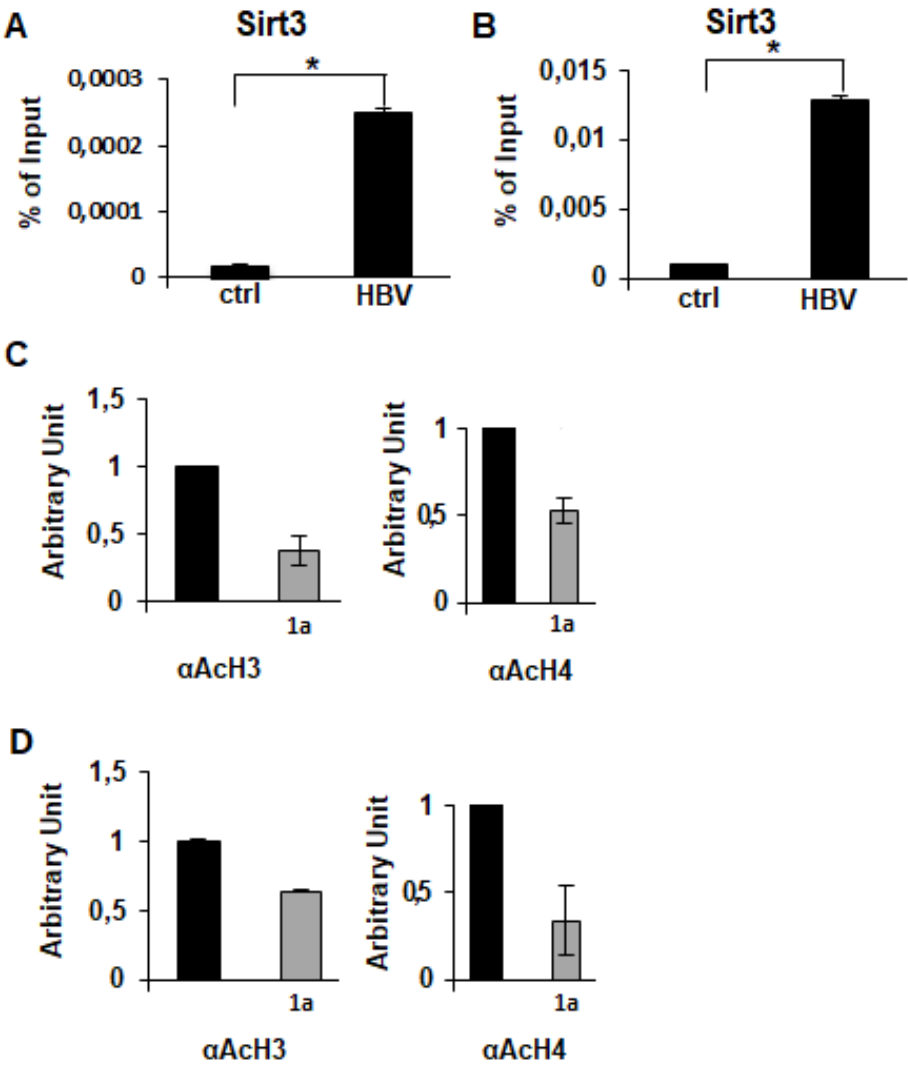 A
Sirt3
*
% of Input
0,0003
0,0002
0,0001
0
ctrl
HBV
B
Sirt3
*
% of Input
0,015
0,01
0,005
0
ctrl
HBV
C
Arbitrary Unit
1,5
1
0,5
0
1a
αAcH3
Arbitrary Unit
1
0,5
0
1a
αAcH4
D
Arbitrary Unit
1,5
1
0,5
0
1a
αAcH3
Arbitrary Unit
1
0,5
0
1a
αAcH4